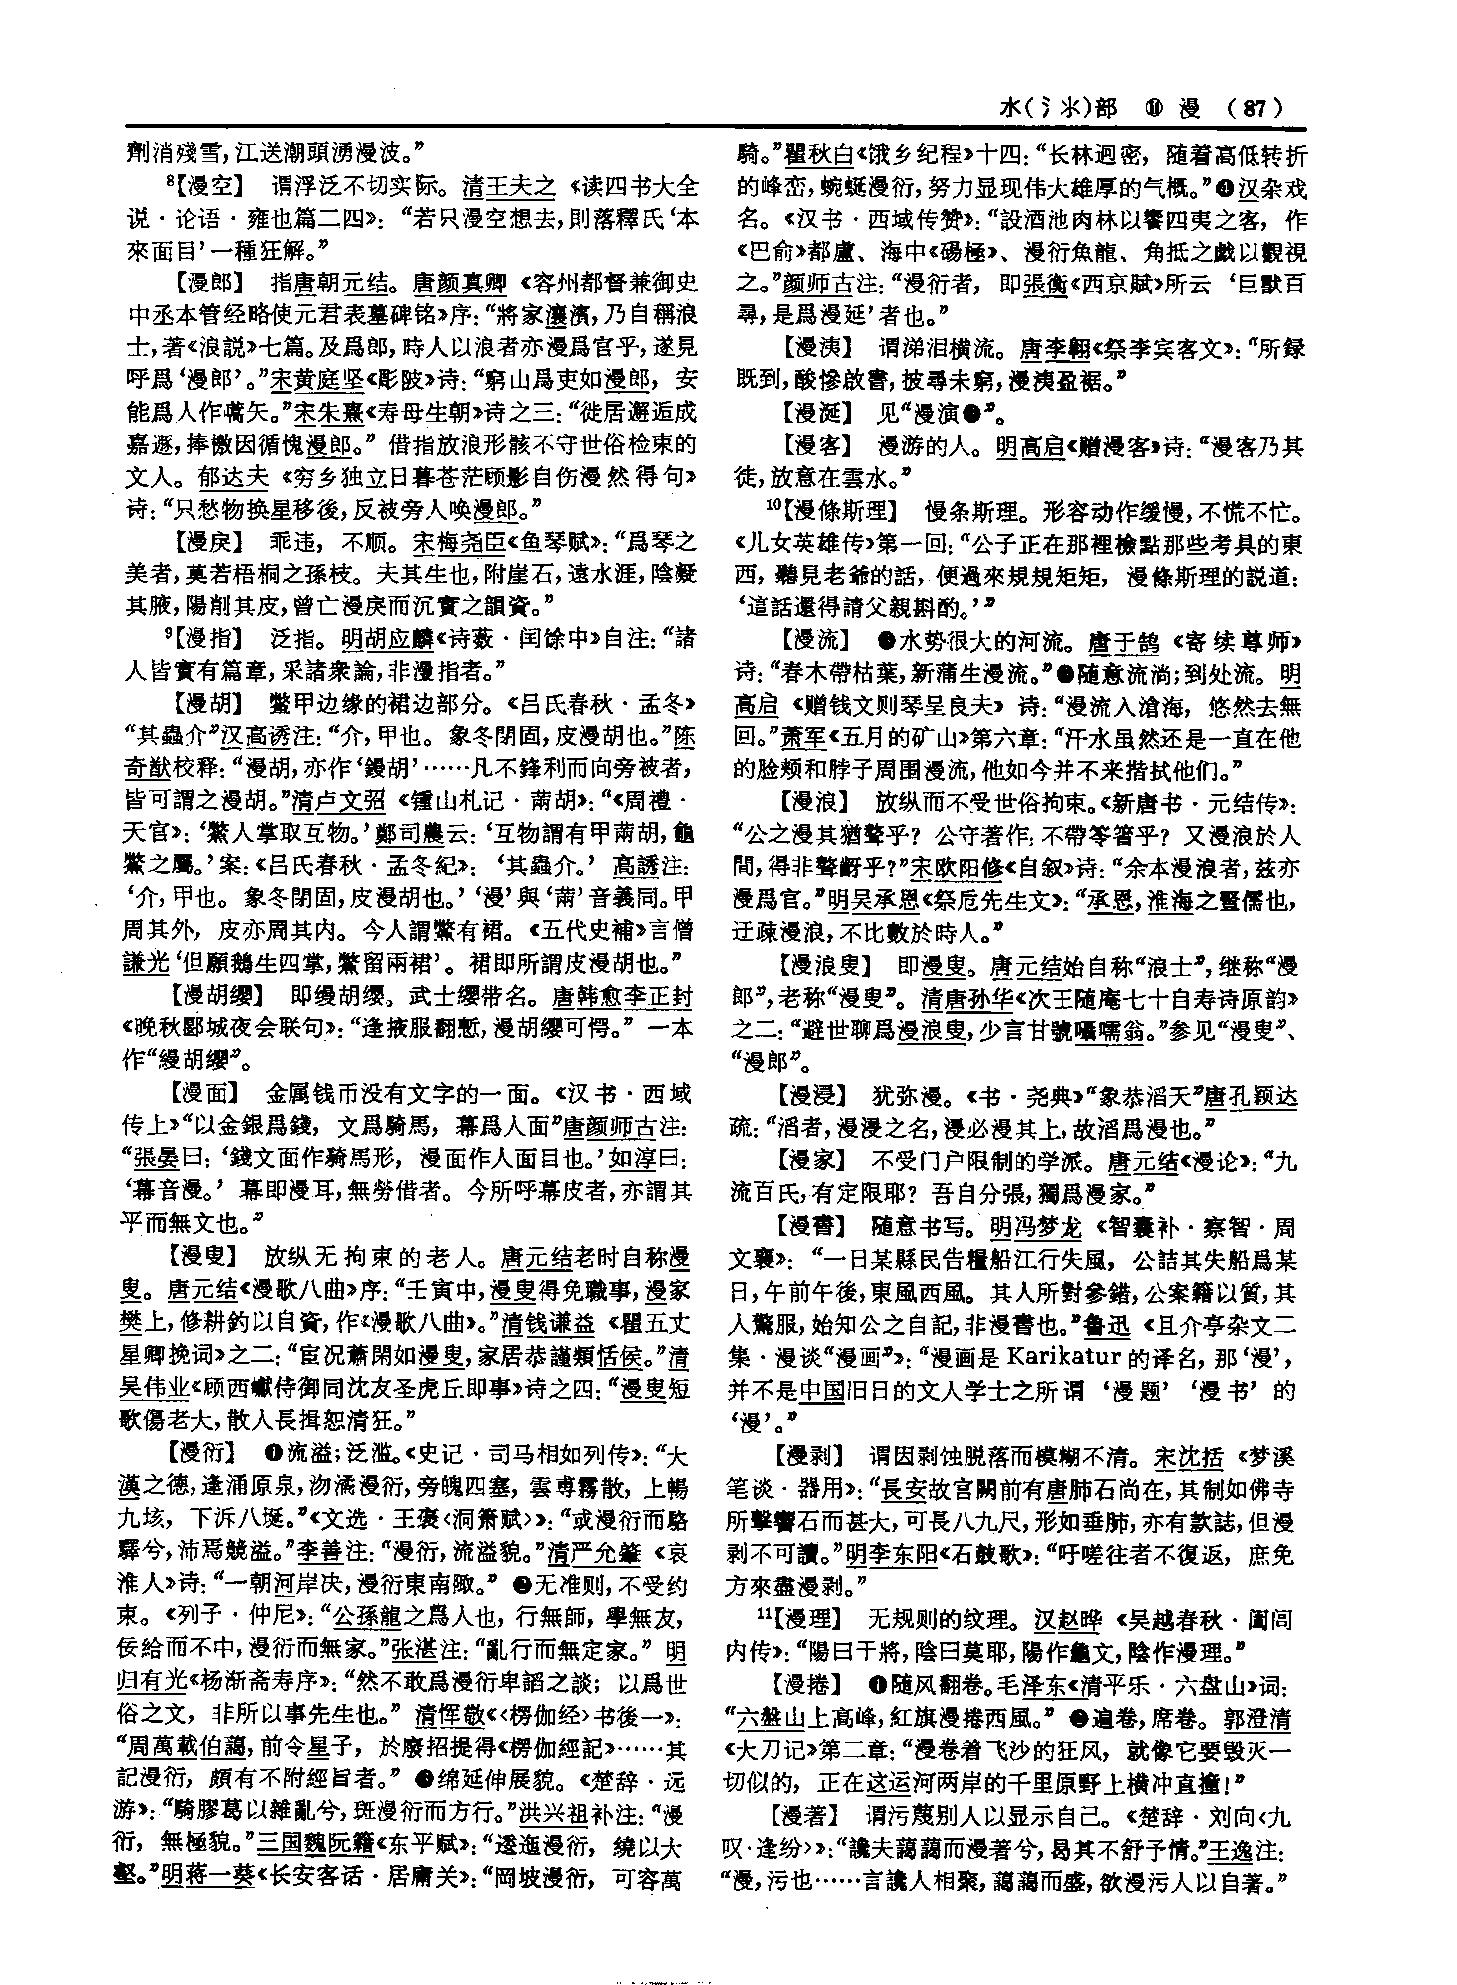 水(氵氺)部 ⑪ 漫 (87)
劑消殘雪,江送潮頭湧漫波。”
⁸【漫空】 谓浮泛不切实际。清王夫之《读四书大全
说·论语·雍也篇二四》:“若只漫空想去,則落釋氏‘本
來面目’一種狂解。”
【漫郎】 指唐朝元结。唐颜真卿《容州都督兼御史
中丞本管经略使元君表墓碑铭》序:“將家瀼濱,乃自稱浪
士,著《浪説》七篇。及爲郎,時人以浪者亦漫爲官乎,遂見
呼爲‘漫郎’。”宋黄庭坚《彫陂》诗:“窮山爲吏如漫郎,安
能爲人作嚆矢。”宋朱熹《寿母生朝》诗之三:“徙居邂逅成
嘉遯,捧檄因循愧漫郎。”借指放浪形骸不守世俗检束的
文人。郁达夫《穷乡独立日暮苍茫顾影自伤漫然得句》
诗:“只愁物换星移後,反被旁人唤漫郎。”
【漫戾】 乖违,不顺。宋梅尧臣《鱼琴赋》:“爲琴之
美者,莫若梧桐之孫枝。夫其生也,附崖石,遠水涯,陰凝
其腋,陽削其皮,曾亡漫戾而沉實之韻資。”
⁹【漫指】 泛指。明胡应麟《诗薮·闰馀中》自注:“諸
人皆實有篇章,采諸衆論,非漫指者。”
【漫胡】 鳖甲边缘的裙边部分。《吕氏春秋·孟冬》
“其蟲介”汉高诱注:“介,甲也。象冬閉固,皮漫胡也。”陈
奇猷校释:“漫胡,亦作‘鏝胡’……凡不鋒利而向旁被者,
皆可謂之漫胡。”清卢文弨《锺山札记·㒼胡》:“《周禮·
天官》:‘鱉人掌取互物。’鄭司農云:‘互物謂有甲㒼胡,龜
鱉之屬。’案:《吕氏春秋·孟冬紀》:‘其蟲介。’高誘注:
‘介,甲也。象冬閉固,皮漫胡也。’‘漫’與‘㒼’音義同。甲
周其外,皮亦周其内。今人謂鱉有裙。《五代史補》言僧
謙光‘但願鵝生四掌,鱉留兩裙’。裙即所謂皮漫胡也。”
【漫胡缨】 即缦胡缨。武士缨带名。唐韩愈李正封
《晚秋郾城夜会联句》:“逢掖服翻慙,漫胡纓可愕。”一本
作“縵胡纓”。
【漫面】 金属钱币没有文字的一面。《汉书·西域
传上》“以金銀爲錢,文爲騎馬,幕爲人面”唐颜师古注:
“張晏曰:‘錢文面作騎馬形,漫面作人面目也。’如淳曰:
‘幕音漫。’幕即漫耳,無勞借者。今所呼幕皮者,亦謂其
平而無文也。”
【漫叟】 放纵无拘束的老人。唐元结老时自称漫
叟。唐元结《漫歌八曲》序:“壬寅中,漫叟得免職事,漫家
樊上,修耕釣以自資,作《漫歌八曲》。”清钱谦益《瞿五丈
星卿挽词》之二:“宦况蕭閑如漫叟,家居恭謹類恬侯。”清
吴伟业《顾西巘侍御同沈友圣虎丘即事》诗之四:“漫叟短
歌傷老大,散人長揖恕清狂。”
【漫衍】 ❶流溢;泛滥。《史记·司马相如列传》:“大
漢之德,逢涌原泉,沕潏漫衍,旁魄四塞,雲尃霧散,上暢
九垓,下泝八埏。”《文选·王褒〈洞箫赋〉》:“或漫衍而駱
驛兮,沛焉競溢。”李善注:“漫衍,流溢貌。”清严允肇《哀
淮人》诗:“一朝河岸决,漫衍東南陬。”❷无准则,不受约
束。《列子·仲尼》:“公孫龍之爲人也,行無師,學無友,
佞給而不中,漫衍而無家。”张湛注:“亂行而無定家。”明
归有光《杨渐斋寿序》:“然不敢爲漫衍卑謟之談;以爲世
俗之文,非所以事先生也。”清恽敬《〈楞伽经〉书後一》:
“周萬載伯藹,前令星子,於廢招提得《楞伽經記》……其
記漫衍,頗有不附經旨者。”❸绵延伸展貌。《楚辞·远
游》:“騎膠葛以雜亂兮,斑漫衍而方行。”洪兴祖补注:“漫
衍,無極貌。”三国魏阮籍《东平赋》:“逶迤漫衍,繞以大
壑。”明蒋一葵《长安客话·居庸关》:“岡坡漫衍,可容萬
騎。”瞿秋白《饿乡纪程》十四:“长林迥密,随着高低转折
的峰峦,蜿蜒漫衍,努力显现伟大雄厚的气概。”❹汉杂戏
名。《汉书·西域传赞》:“設酒池肉林以饗四夷之客,作
《巴俞》都盧、海中《碭極》、漫衍魚龍、角抵之戲以觀視
之。”颜师古注:“漫衍者,即張衡《西京賦》所云‘巨獸百
尋,是爲漫延’者也。”
【漫洟】 谓涕泪横流。唐李翱《祭李宾客文》:“所録
既到,酸慘啟書,披尋未窮,漫洟盈裾。”
【漫涎】 见“漫演❷”。
【漫客】 漫游的人。明高启《赠漫客》诗:“漫客乃其
徒,放意在雲水。”
¹⁰【漫條斯理】 慢条斯理。形容动作缓慢,不慌不忙。
《儿女英雄传》第一回:“公子正在那裡檢點那些考具的東
西,聽見老爺的話,便過來規規矩矩,漫條斯理的説道:
‘這話還得請父親斟酌。’”
【漫流】 ❶水势很大的河流。唐于鹄《寄续尊师》
诗:“春木帶枯葉,新蒲生漫流。”❷随意流淌;到处流。明
高启《赠钱文则琴呈良夫》诗:“漫流入滄海,悠然去無
回。”萧军《五月的矿山》第六章:“汗水虽然还是一直在他
的脸颊和脖子周围漫流,他如今并不来揩拭他们。”
【漫浪】 放纵而不受世俗拘束。《新唐书·元结传》:
“公之漫其猶聱乎?公守著作,不帶笭箵乎?又漫浪於人
間,得非聱齖乎?”宋欧阳修《自叙》诗:“余本漫浪者,兹亦
漫爲官。”明吴承恩《祭卮先生文》:“承恩,淮海之豎儒也,
迂疎漫浪,不比數於時人。”
【漫浪叟】 即漫叟。唐元结始自称“浪士”,继称“漫
郎”,老称“漫叟”。清唐孙华《次王随庵七十自寿诗原韵》
之二:“避世聊爲漫浪叟,少言甘號囁嚅翁。”参见“漫叟”、
“漫郎”。
【漫浸】 犹弥漫。《书·尧典》“象恭滔天”唐孔颖达
疏:“滔者,漫浸之名,浸必漫其上,故滔爲漫也。”
【漫家】 不受门户限制的学派。唐元结《漫论》:“九
流百氏,有定限耶?吾自分張,獨爲漫家。”
【漫書】 随意书写。明冯梦龙《智囊补·察智·周
文襄》:“一日某縣民告糧船江行失風,公詰其失船爲某
日,午前午後,東風西風。其人所對參錯,公案籍以質,其
人驚服,始知公之自記,非漫書也。”鲁迅《且介亭杂文二
集·漫谈“漫画”》:“漫画是Karikatur的译名,那‘漫’,
并不是中国旧日的文人学士之所谓‘漫题’‘漫书’的
‘漫’。”
【漫剥】 谓因剥蚀脱落而模糊不清。宋沈括《梦溪
笔谈·器用》:“長安故宫闕前有唐肺石尚在,其制如佛寺
所擊響石而甚大,可長八九尺,形如垂肺,亦有款誌,但漫
剥不可讀。”明李东阳《石鼓歌》:“吁嗟往者不復返,庶免
方來盡漫剥。”
¹¹【漫理】 无规则的纹理。汉赵晔《吴越春秋·阖闾
内传》:“陽曰干將,陰曰莫耶,陽作龜文,陰作漫理。”
【漫捲】 ❶随风翻卷。毛泽东《清平乐·六盘山》词:
“六盤山上高峰,紅旗漫捲西風。”❷遍卷,席卷。郭澄清
《大刀记》第二章:“漫卷着飞沙的狂风,就像它要毁灭一
切似的,正在这运河两岸的千里原野上横冲直撞!”
【漫著】 谓污蔑别人以显示自己。《楚辞·刘向〈九
叹·逢纷〉》:“讒夫藹藹而漫著兮,曷其不舒予情。”王逸注:
“漫,污也……言讒人相聚,藹藹而盛,欲漫污人以自著。”